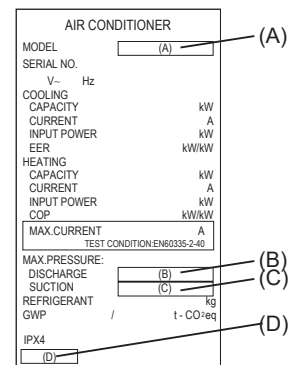 AIR CONDITIONER
MODEL (A) (A)
SERIAL NO.
V~ Hz
COOLING
CAPACITY kW
CURRENT A
INPUT POWER kW
EER kW/kW
HEATING
CAPACITY kW
CURRENT A
INPUT POWER kW
COP kW/kW
MAX.CURRENT A
TEST CONDITION:EN60335-2-40
MAX.PRESSURE:
DISCHARGE (B) (B)
SUCTION (C) (C)
REFRIGERANT kg
GWP / t - CO2eq
IPX4
(D) (D)